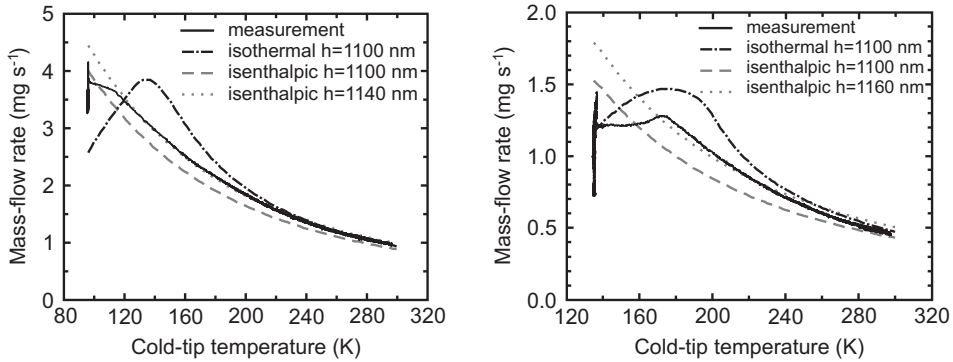 5
4
3
2
1
0
80
120
160
200
240
280
320
Mass-flow rate (mg s⁻¹)
Cold-tip temperature (K)
measurement
isothermal h=1100 nm
isenthalpic h=1100 nm
isenthalpic h=1140 nm
2.0
1.5
1.0
0.5
0.0
120
160
200
240
280
320
Mass-flow rate (mg s⁻¹)
Cold-tip temperature (K)
measurement
isothermal h=1100 nm
isenthalpic h=1100 nm
isenthalpic h=1160 nm